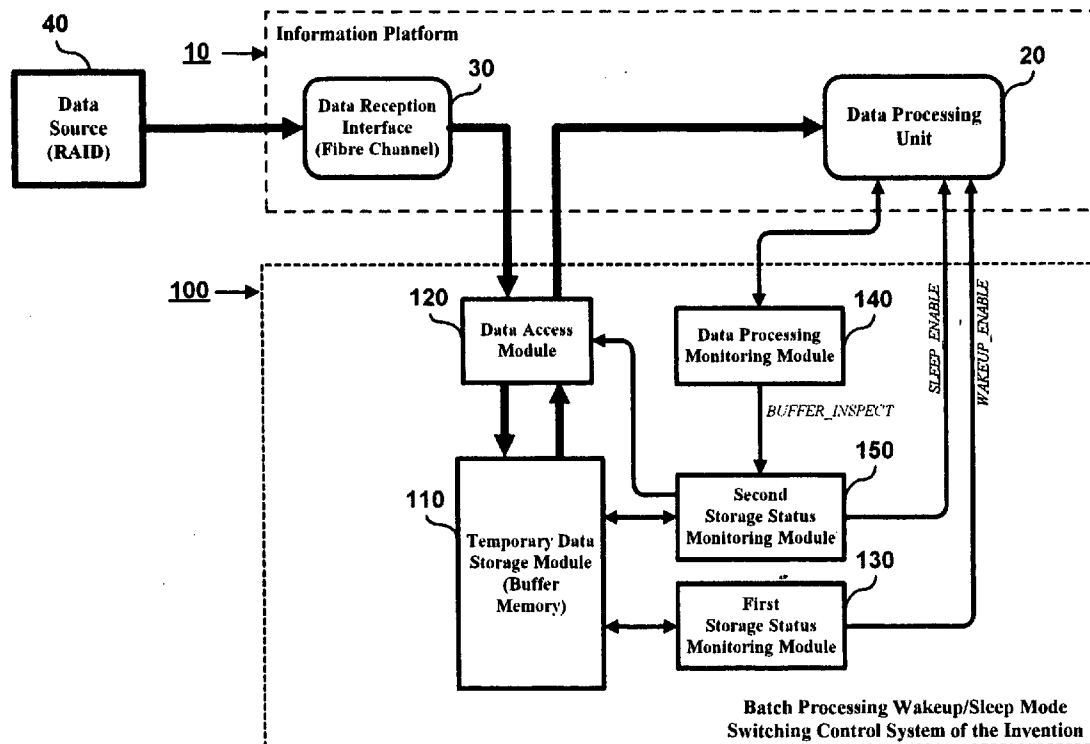 40
Data
Source
(RAID)
10
Information Platform
30
Data Reception
Interface
(Fibre Channel)
20
Data Processing
Unit
100
120
Data Access
Module
140
Data Processing
Monitoring Module
SLEEP_ENABLE
WAKEUP_ENABLE
BUFFER_INSPECT
110
Temporary Data
Storage Module
(Buffer
Memory)
150
Second
Storage Status
Monitoring Module
130
First
Storage Status
Monitoring Module
Batch Processing Wakeup/Sleep Mode
Switching Control System of the Invention